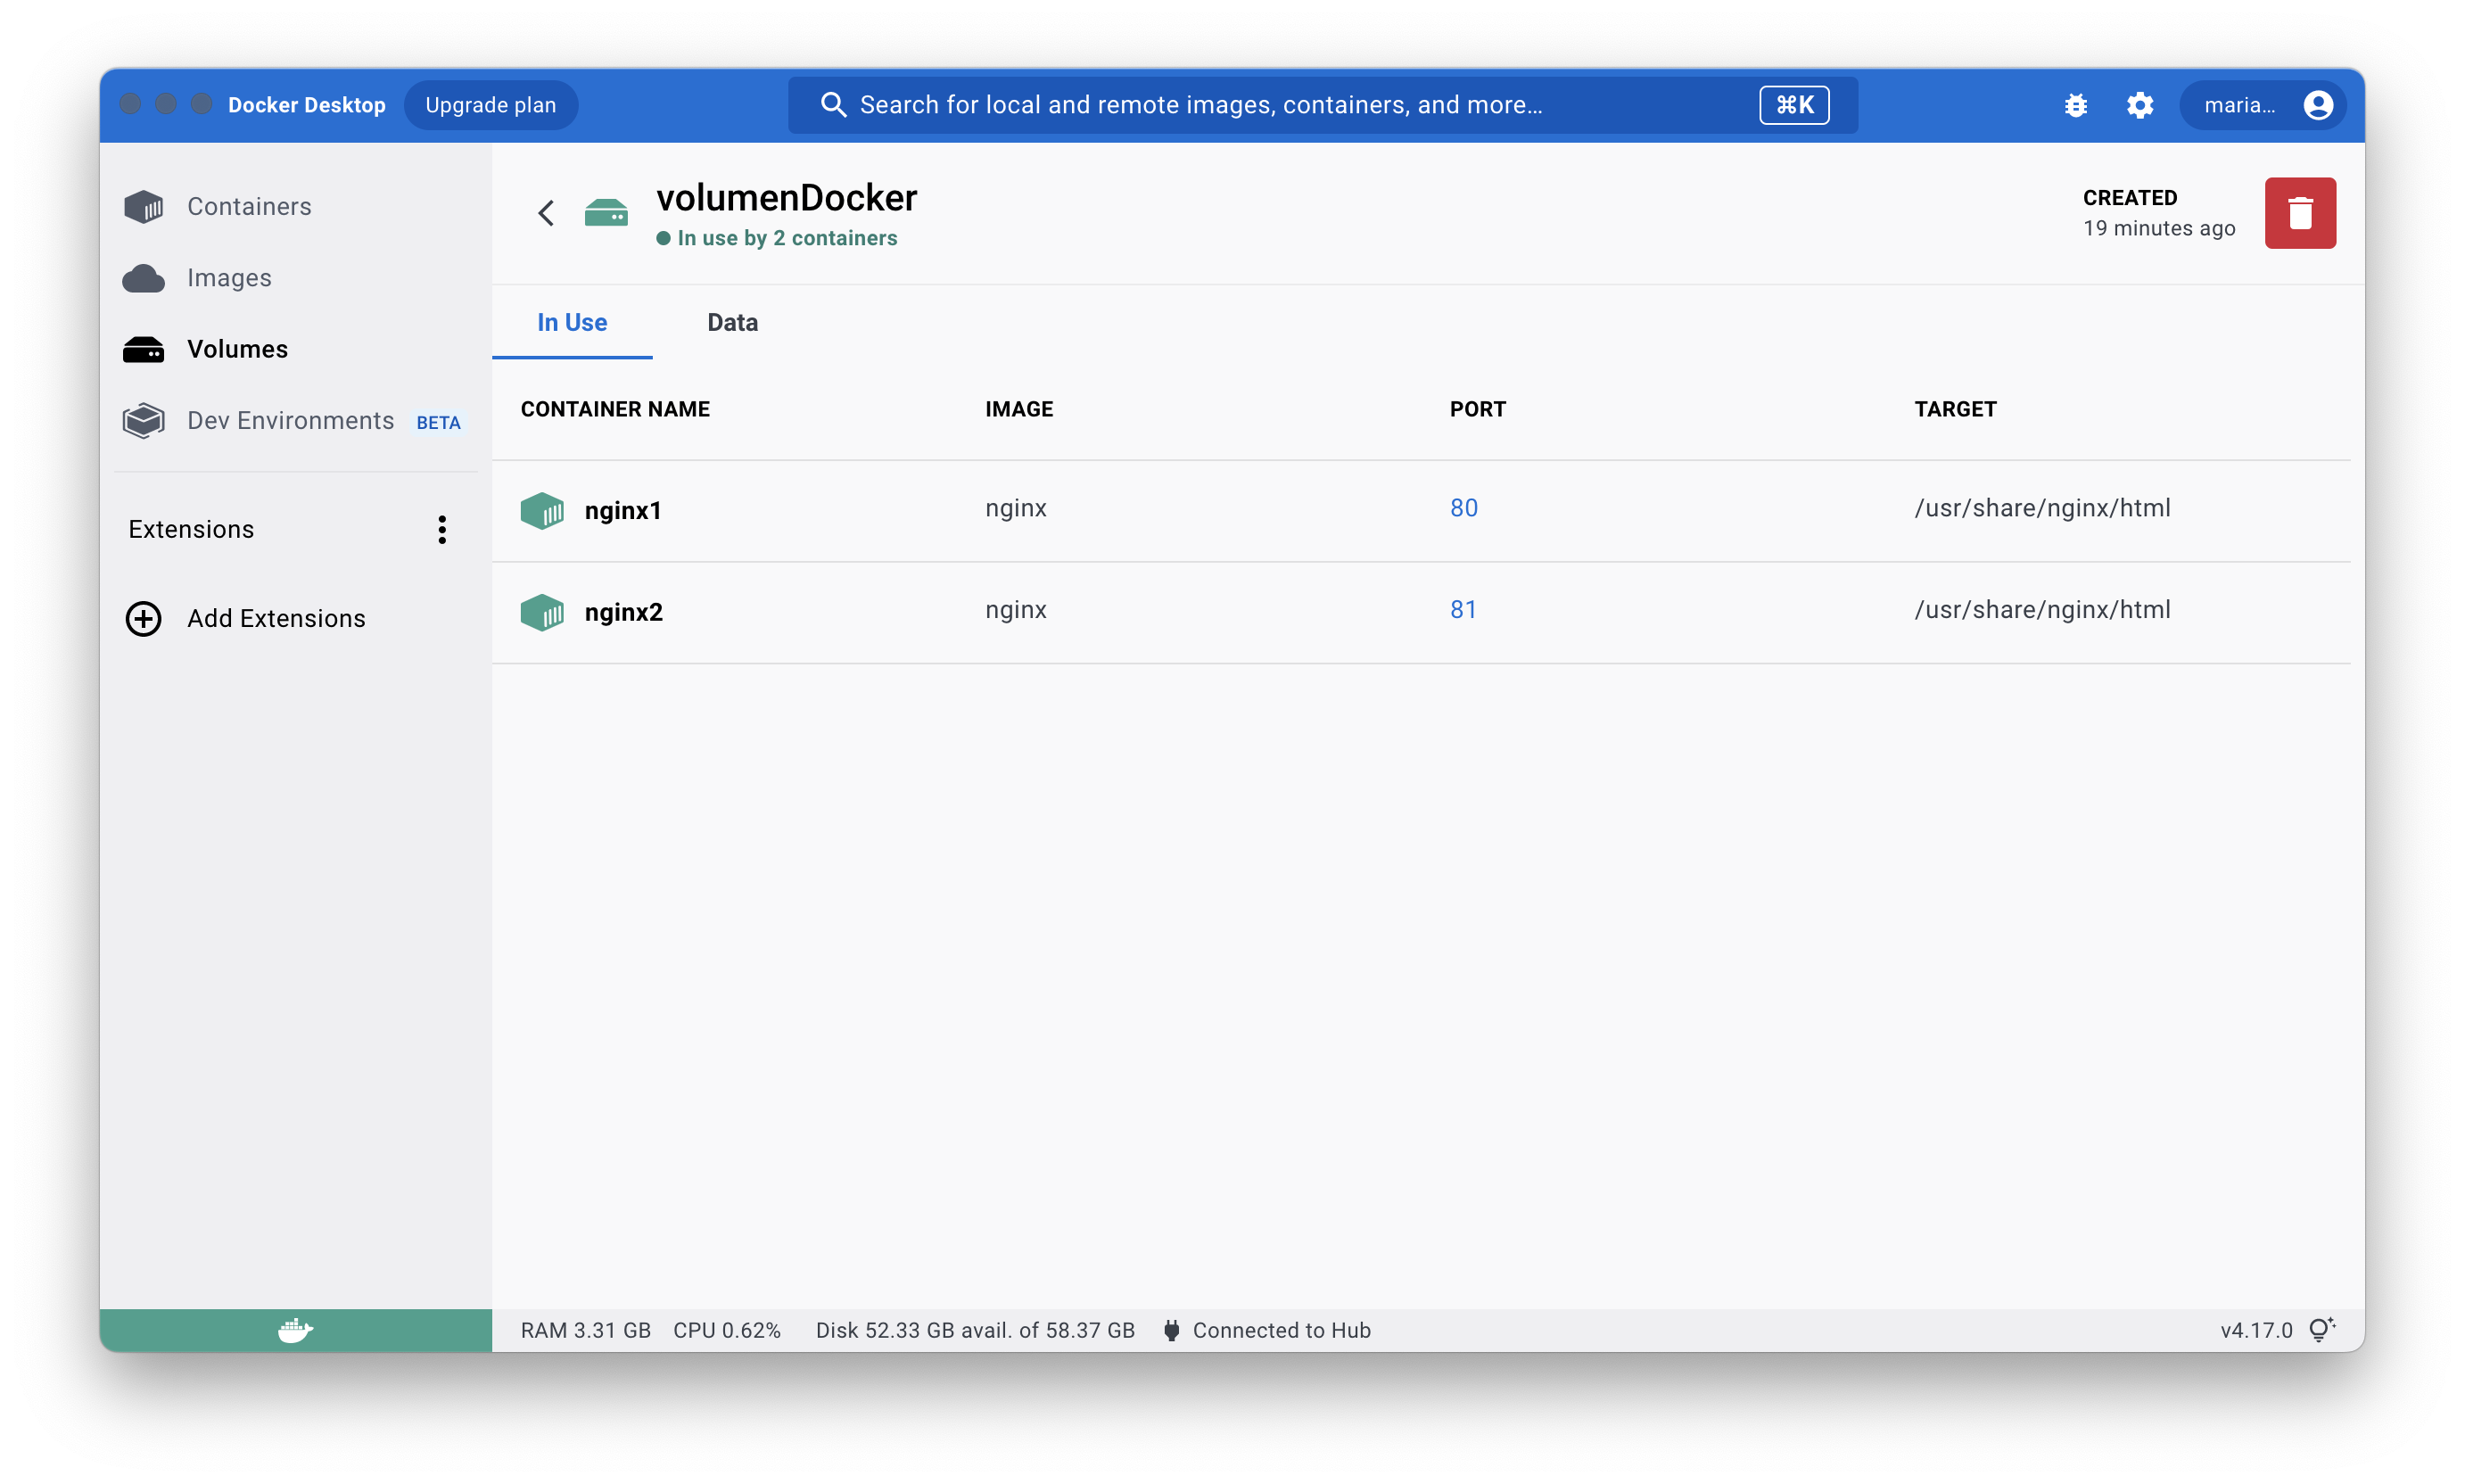 Docker Desktop
Upgrade plan
Search for local and remote images, containers, and more...
⌘K
maria...
Containers
Images
Volumes
Dev Environments BETA
Extensions
Add Extensions
volumenDocker
In use by 2 containers
CREATED
19 minutes ago
In Use Data
CONTAINER NAME IMAGE PORT TARGET
nginx1 nginx 80 /usr/share/nginx/html
nginx2 nginx 81 /usr/share/nginx/html
RAM 3.31 GB CPU 0.62% Disk 52.33 GB avail. of 58.37 GB Connected to Hub v4.17.0